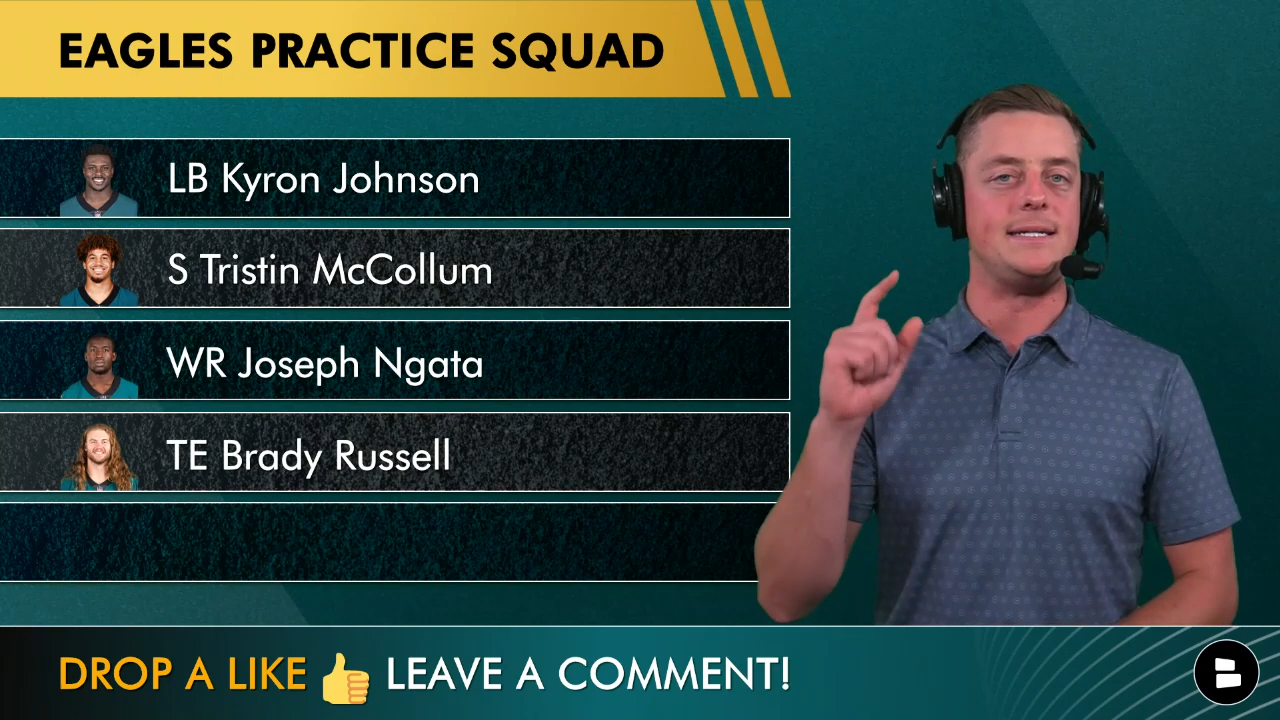 EAGLES PRACTICE SQUAD
LB Kyron Johnson
S Tristin McCollum
WR Joseph Ngata
TE Brady Russell
DROP A LIKE 👍 LEAVE A COMMENT!